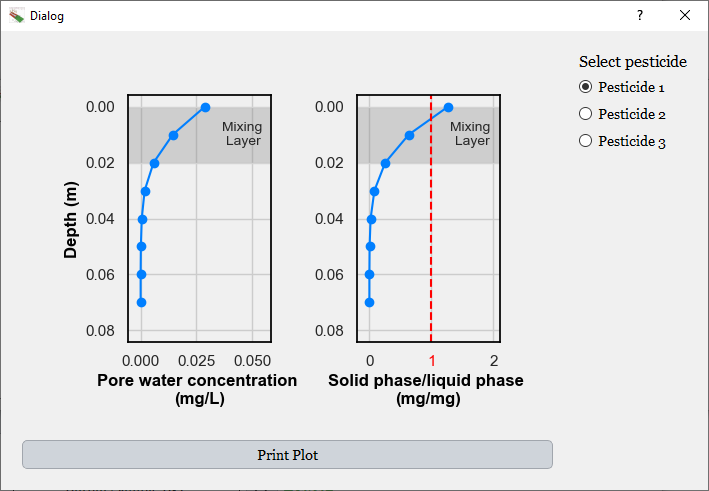 Dialog
?
Select pesticide
Pesticide 1
Pesticide 2
Pesticide 3
Depth (m)
0.00
0.02
0.04
0.06
0.08
Mixing
Layer
0.000 0.025 0.050
Pore water concentration
(mg/L)
0.00
0.02
0.04
0.06
0.08
Mixing
Layer
0 1 2
Solid phase/liquid phase
(mg/mg)
Print Plot